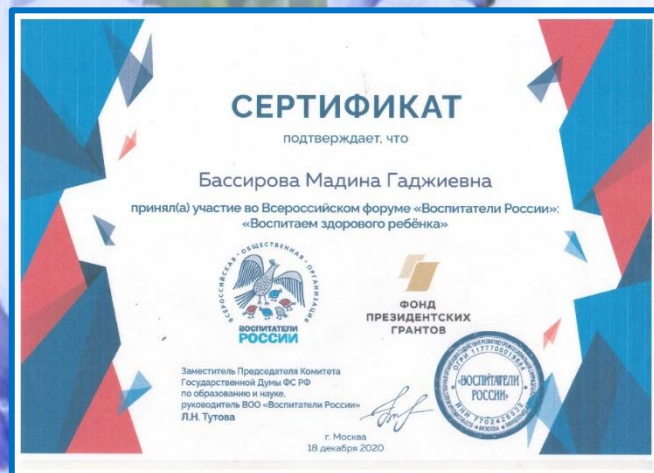 СЕРТИФИКАТ
подтверждает, что
Бассирова Мадина Гаджиевна
принял(а) участие во Всероссийском форуме «Воспитатели России»:
«Воспитаем здорового ребёнка»
ВСЕРОССИЙСКАЯ ОБЩЕСТВЕННАЯ ОРГАНИЗАЦИЯ
ВОСПИТАТЕЛИ
РОССИИ
ФОНД
ПРЕЗИДЕНТСКИХ
ГРАНТОВ
Заместитель Председателя Комитета
Государственной Думы ФС РФ
по образованию и науке,
руководитель ВОО «Воспитатели России»
Л.Н. Тутова
«ВОСПИТАТЕЛИ
РОССИИ»
г. Москва
18 декабря 2020